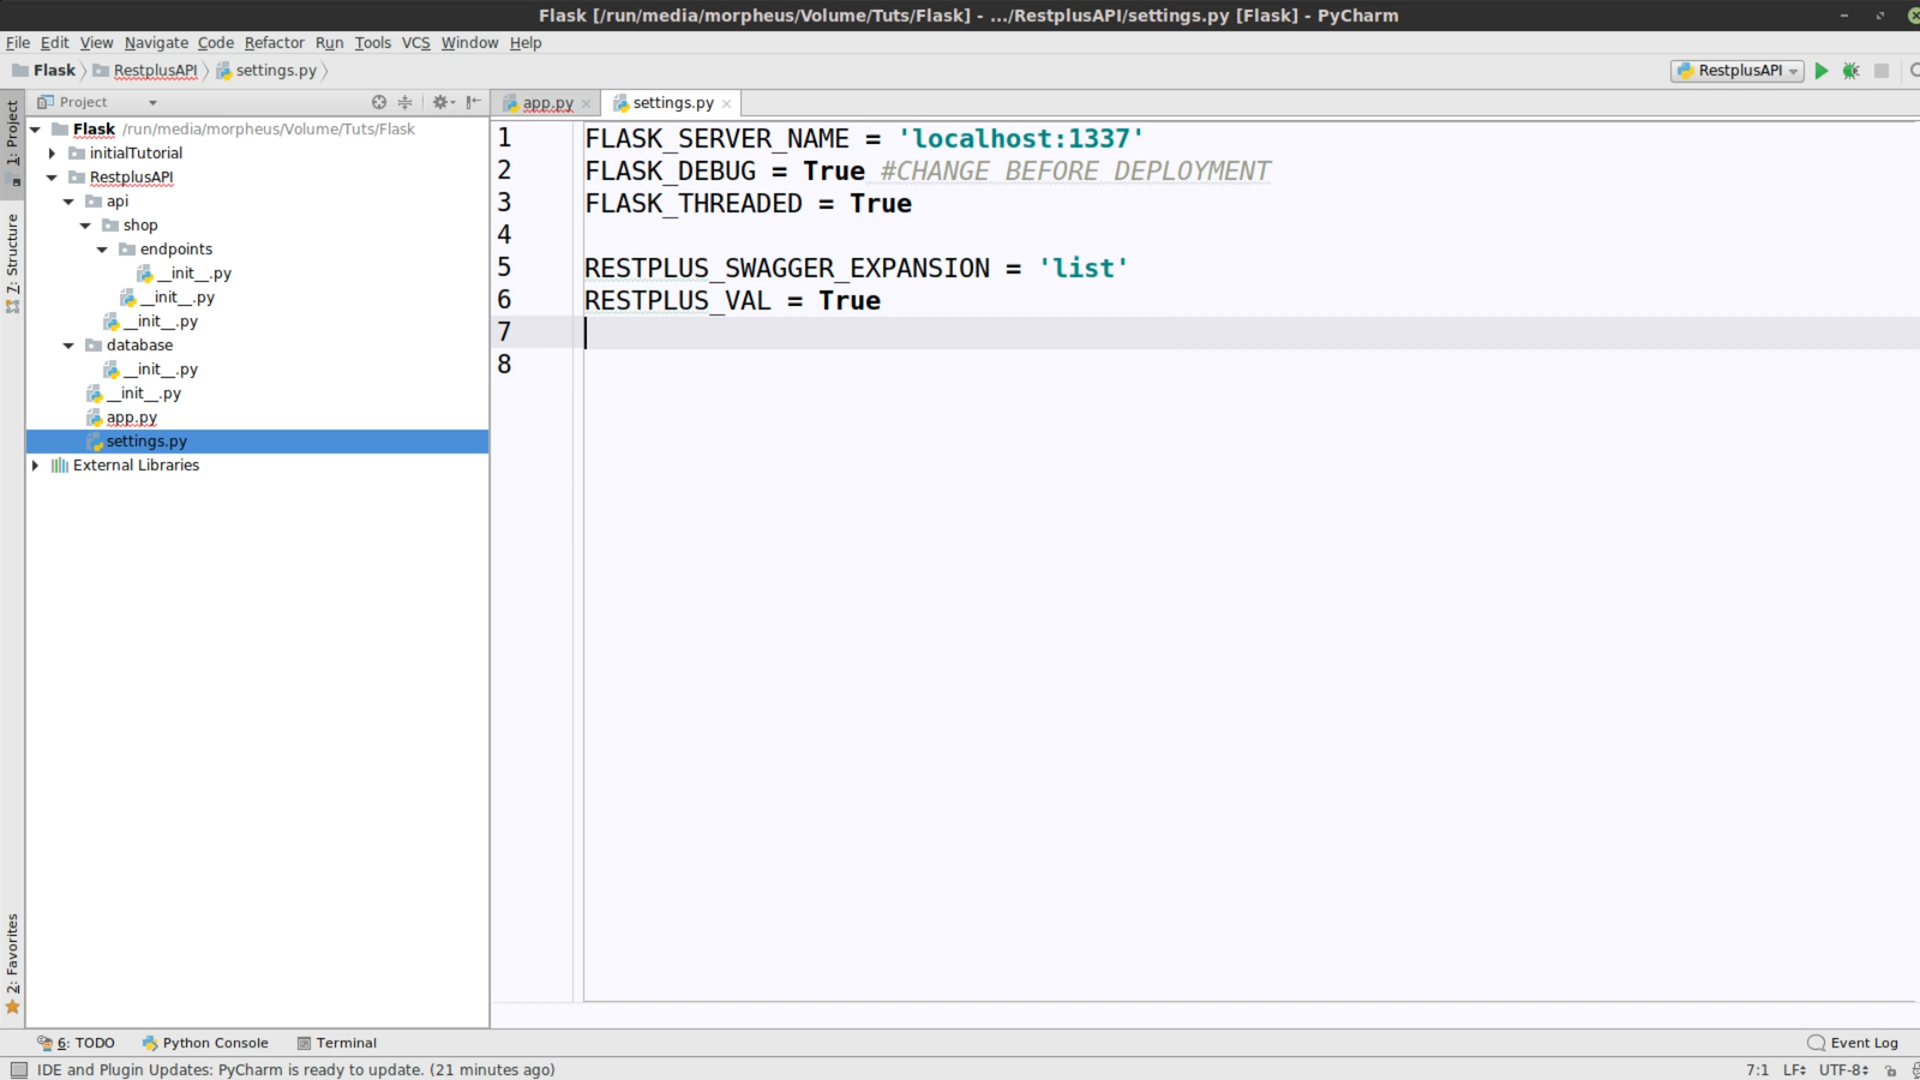 Flask [/run/media/morpheus/Volume/Tuts/Flask] - .../RestplusAPI/settings.py [Flask] - PyCharm
File Edit View Navigate Code Refactor Run Tools VCS Window Help
Flask RestplusAPI settings.py
RestplusAPI
1: Project
7: Structure
2: Favorites
Project
Flask /run/media/morpheus/Volume/Tuts/Flask
initialTutorial
RestplusAPI
api
shop
endpoints
__init__.py
__init__.py
__init__.py
database
__init__.py
__init__.py
app.py
settings.py
External Libraries
app.py settings.py
1 FLASK_SERVER_NAME = 'localhost:1337'
2 FLASK_DEBUG = True #CHANGE BEFORE DEPLOYMENT
3 FLASK_THREADED = True
4
5 RESTPLUS_SWAGGER_EXPANSION = 'list'
6 RESTPLUS_VAL = True
7
8
6: TODO Python Console Terminal Event Log
IDE and Plugin Updates: PyCharm is ready to update. (21 minutes ago) 7:1 LF UTF-8